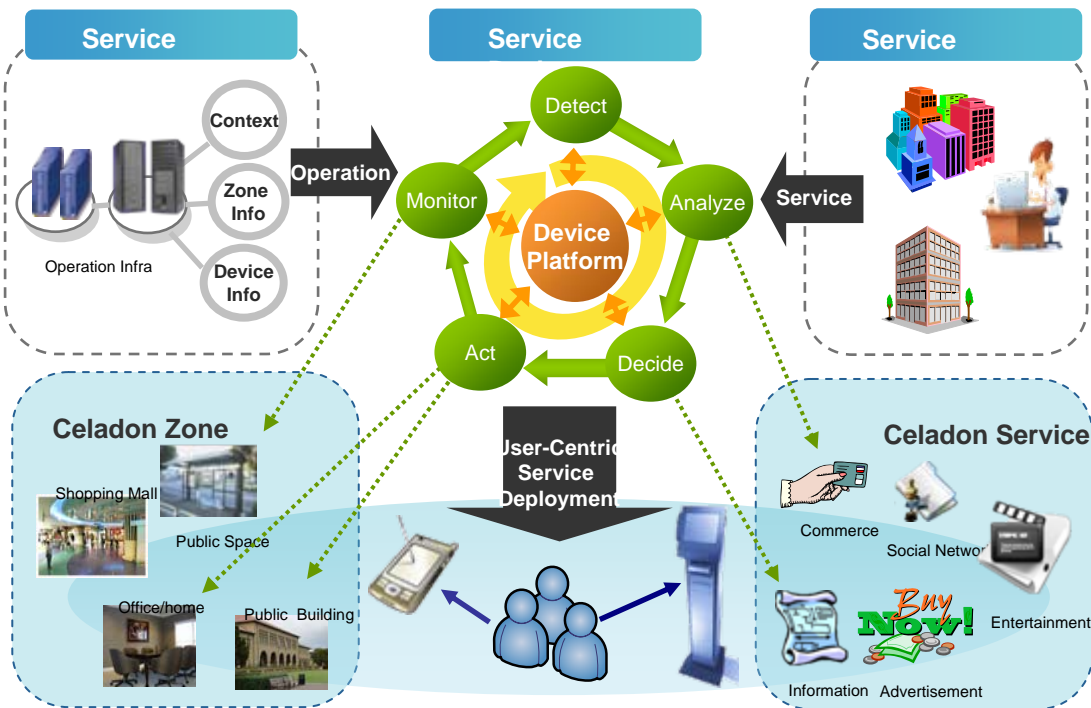 Service
Service
Service
Context
Zone
Info
Device
Info
Operation Infra
Operation
Detect
Monitor
Analyze
Device
Platform
Act
Decide
Service
Celadon Zone
Shopping Mall
Public Space
Office/home
Public Building
User-Centric
Service
Deployment
Celadon Service
Commerce
Social Network
Entertainment
Buy
Now!
Information
Advertisement